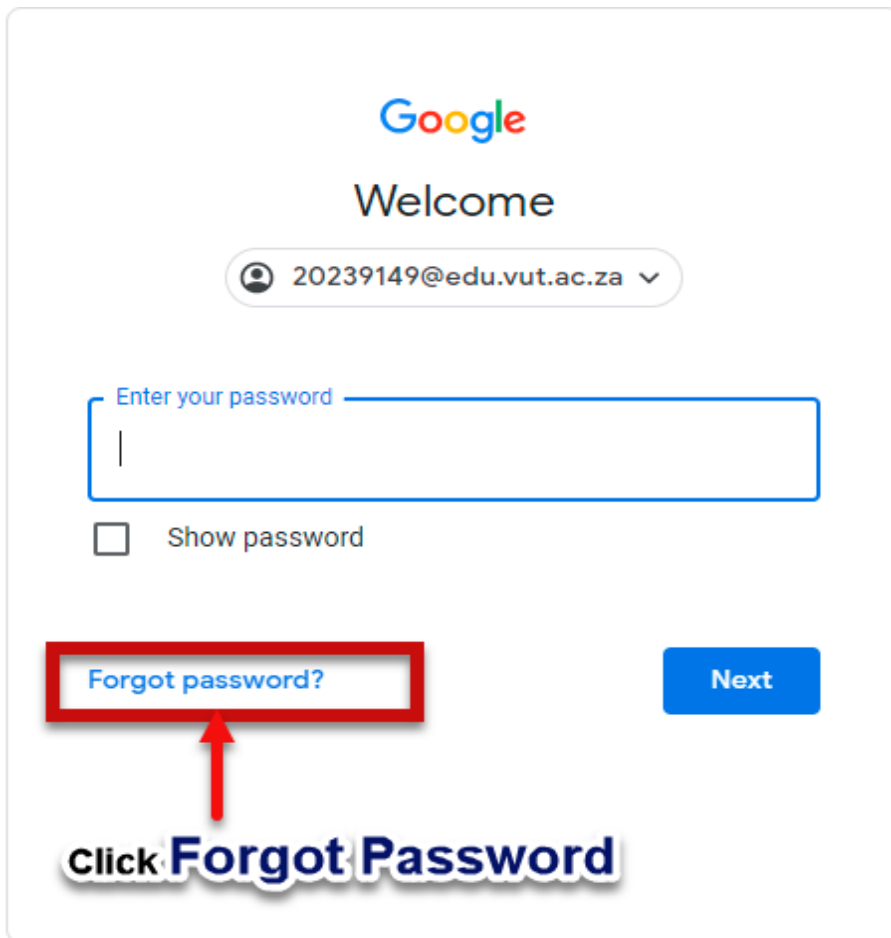 Google
Welcome
20239149@edu.vut.ac.za
Enter your password
Show password
Forgot password?
Next
Click Forgot Password